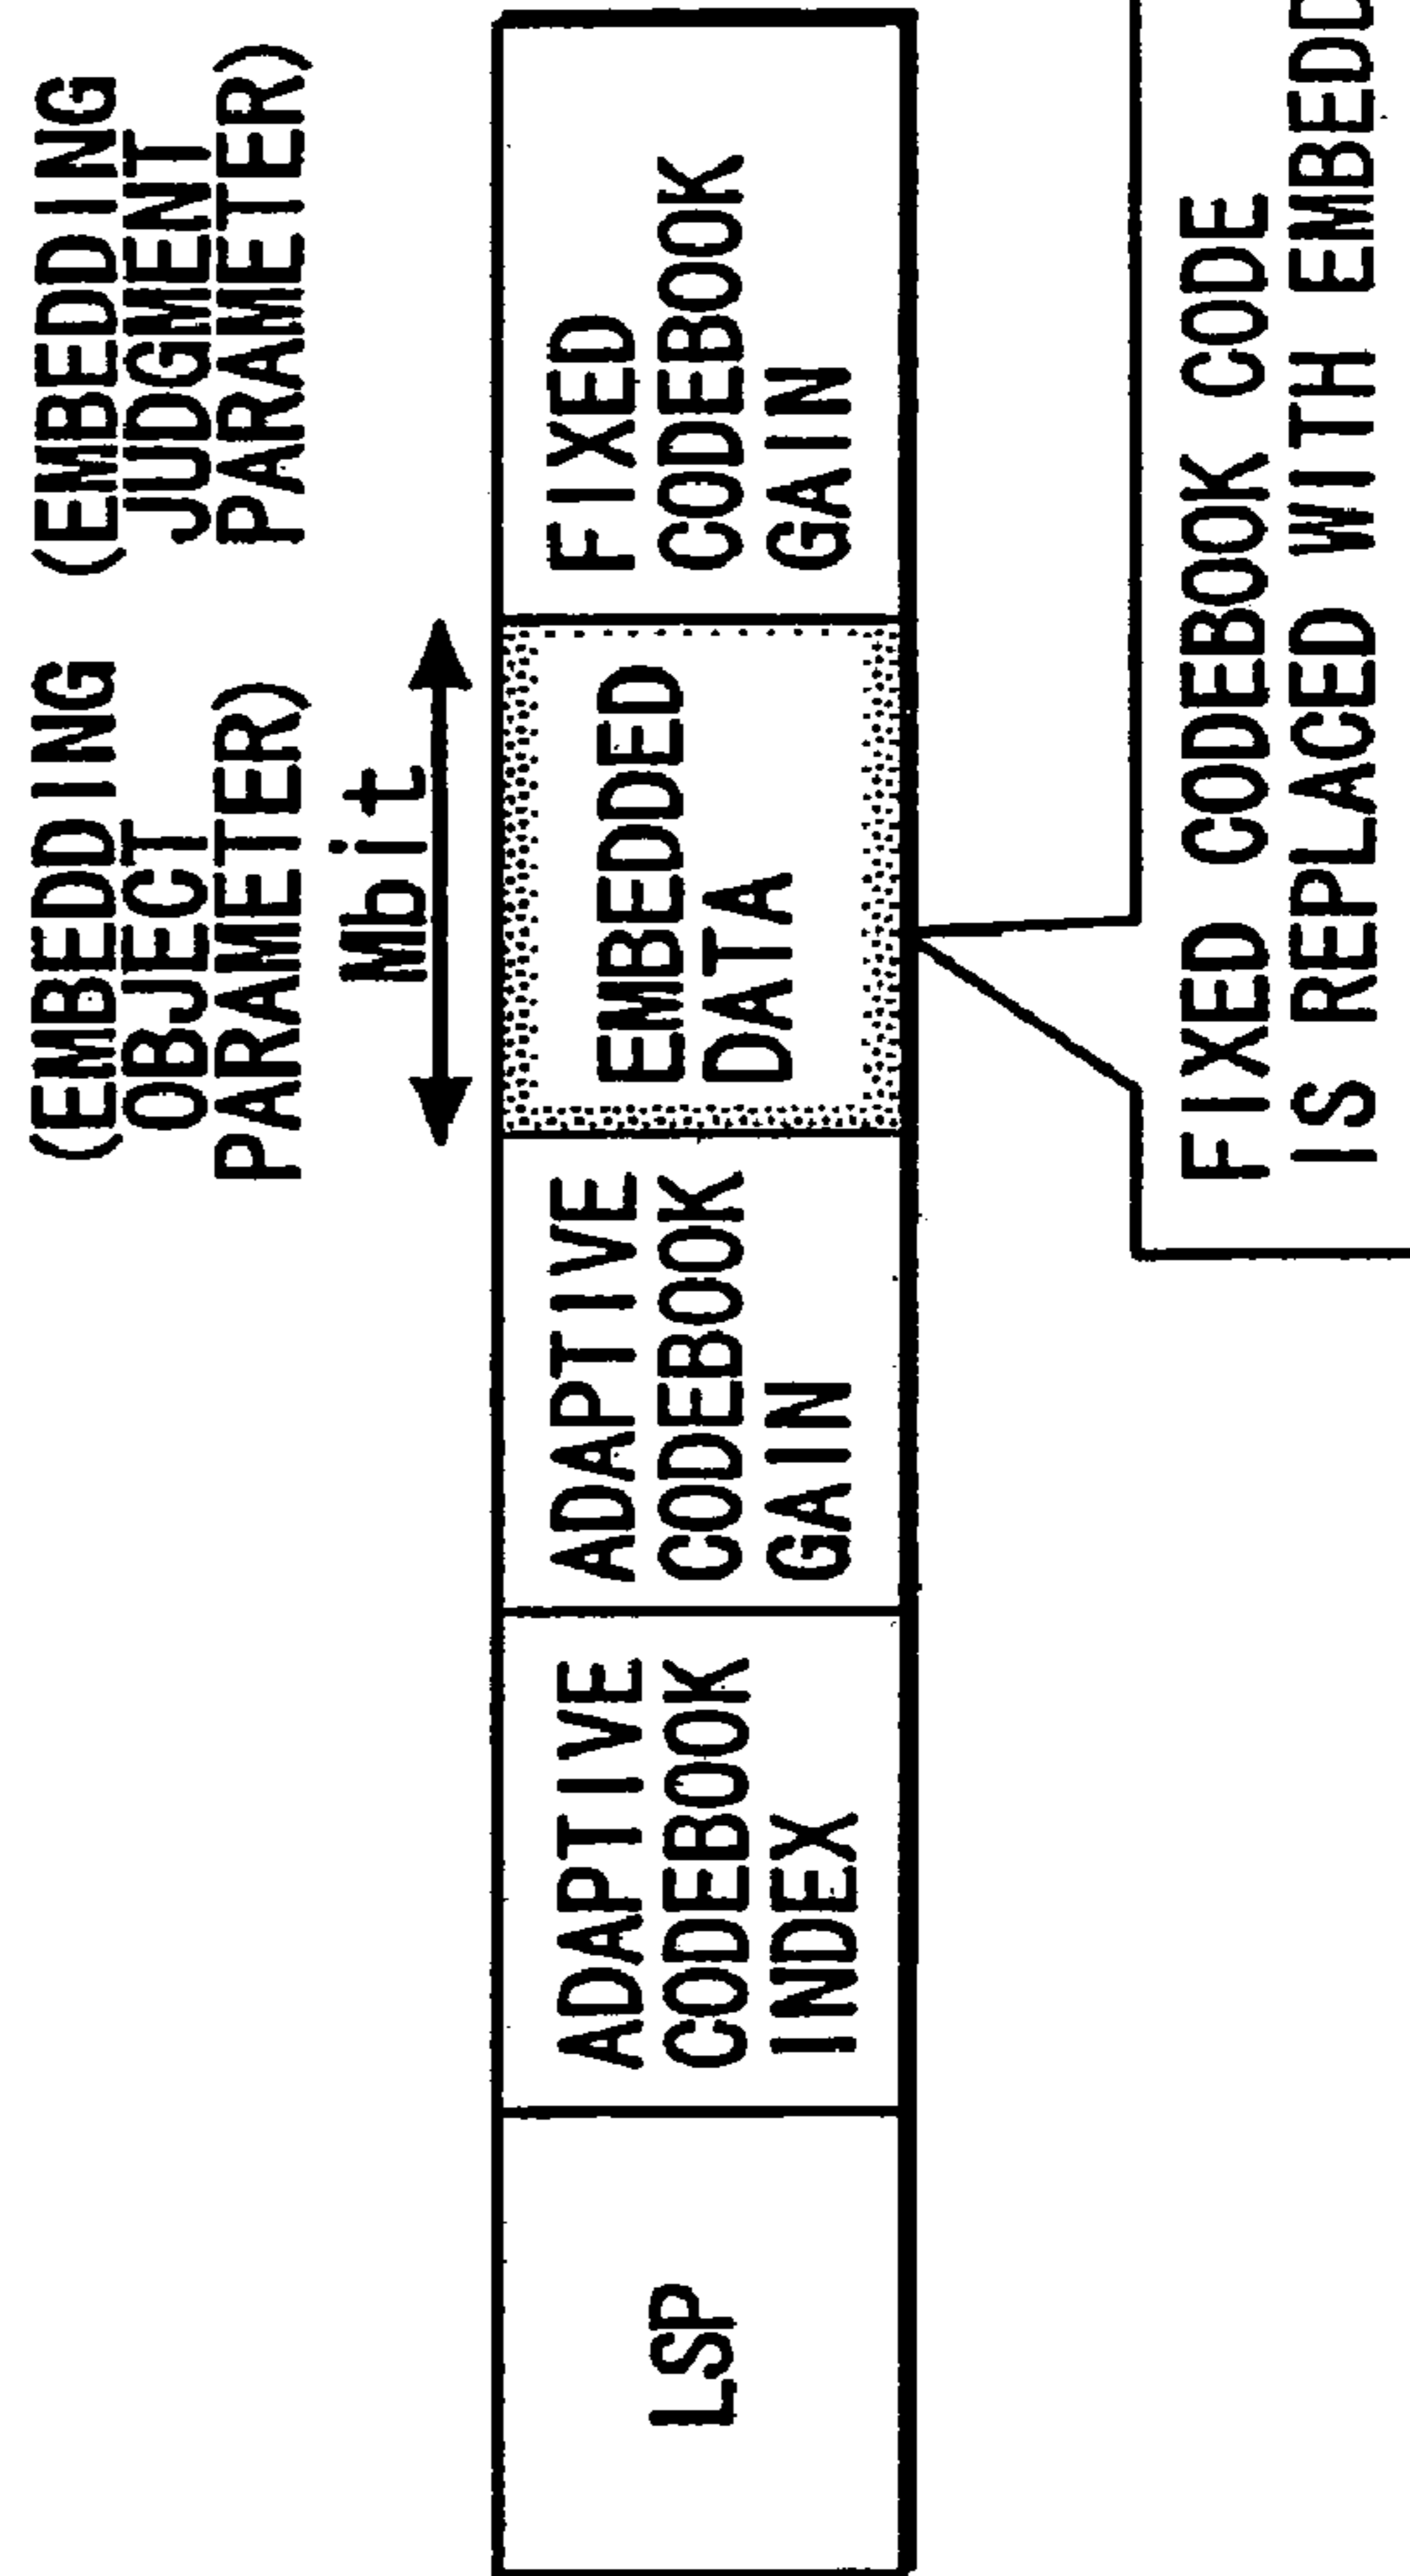 (EMBEDDING
OBJECT
PARAMETER)
(EMBEDDING
JUDGMENT
PARAMETER)
Mbit
LSP
ADAPTIVE
CODEBOOK
INDEX
ADAPTIVE
CODEBOOK
GAIN
EMBEDDED
DATA
FIXED
CODEBOOK
GAIN
FIXED CODEBOOK CODE
IS REPLACED WITH